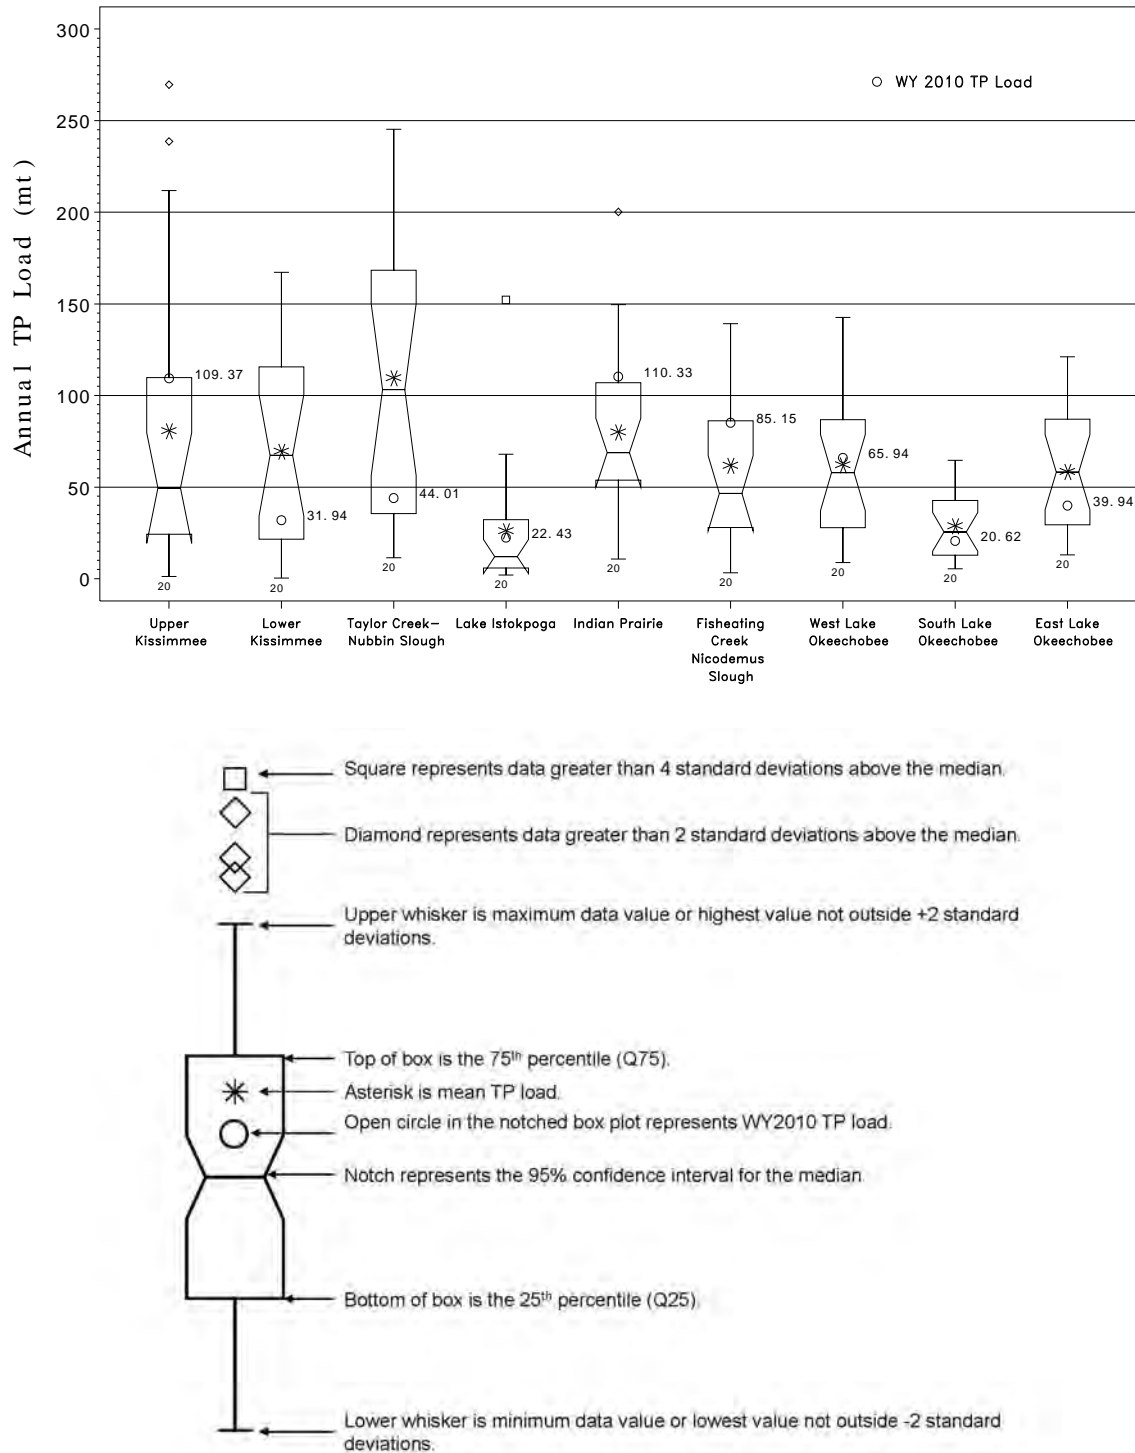 300
250
200
150
100
50
0
Annual TP Load (mt)
WY 2010 TP Load
109. 37
31. 94
44. 01
22. 43
110. 33
85. 15
65. 94
20. 62
39. 94
20
20
20
20
20
20
20
20
20
Upper
Kissimmee
Lower
Kissimmee
Taylor Creek–
Nubbin Slough
Lake Istokpoga
Indian Prairie
Fisheating
Creek
Nicodemus
Slough
West Lake
Okeechobee
South Lake
Okeechobee
East Lake
Okeechobee
Square represents data greater than 4 standard deviations above the median.
Diamond represents data greater than 2 standard deviations above the median.
Upper whisker is maximum data value or highest value not outside +2 standard
deviations.
Top of box is the 75th percentile (Q75).
Asterisk is mean TP load.
Open circle in the notched box plot represents WY2010 TP load.
Notch represents the 95% confidence interval for the median.
Bottom of box is the 25th percentile (Q25).
Lower whisker is minimum data value or lowest value not outside -2 standard
deviations.